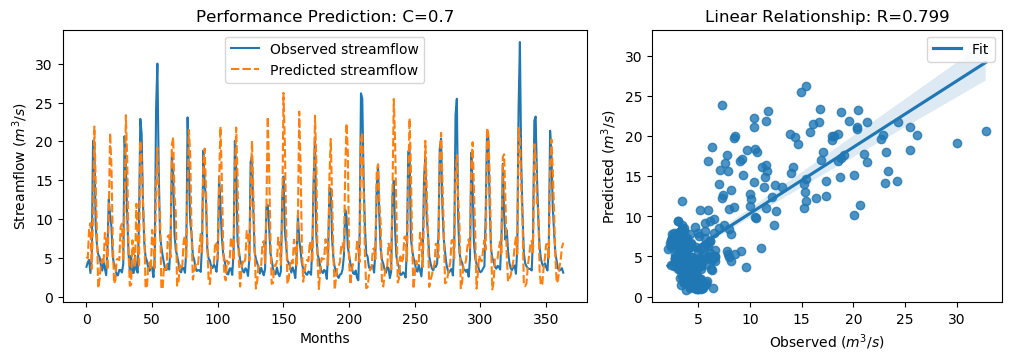 Performance Prediction: C=0.7
Observed streamflow
Predicted streamflow
Streamflow (m³/s)
30
25
20
15
10
5
0
0 50 100 150 200 250 300 350
Months
Linear Relationship: R=0.799
Fit
Predicted (m³/s)
30
25
20
15
10
5
0
5 10 15 20 25 30
Observed (m³/s)